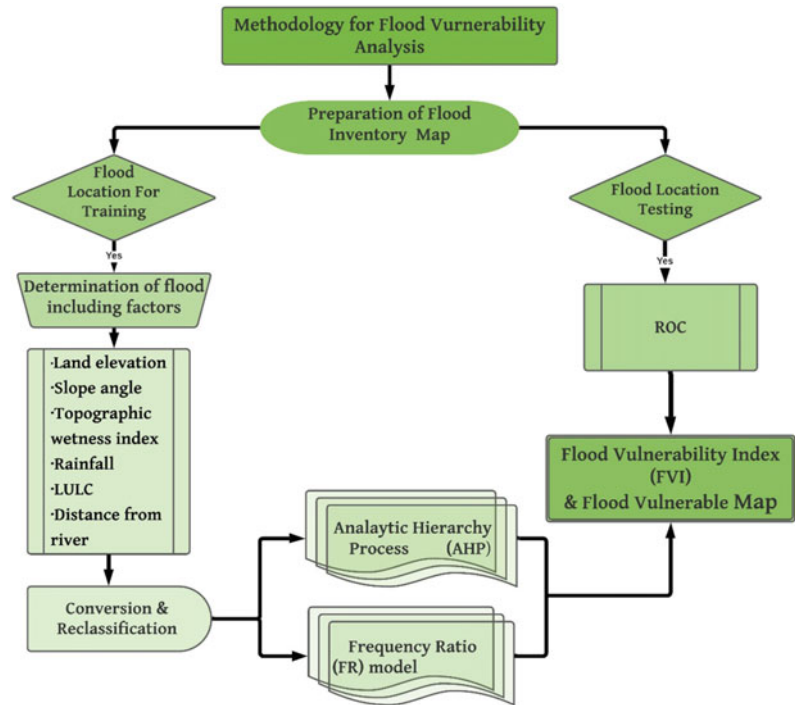 Methodology for Flood Vurnerability
Analysis
Preparation of Flood
Inventory Map
Flood
Location For
Training
Yes
Determination of flood
including factors
·Land elevation
·Slope angle
·Topographic
wetness index
·Rainfall
·LULC
·Distance from
river
Conversion &
Reclassification
Analaytic Hierarchy
Process (AHP)
Frequency Ratio
(FR) model
Flood Location
Testing
Yes
ROC
Flood Vulnerability Index
(FVI)
& Flood Vulnerable Map